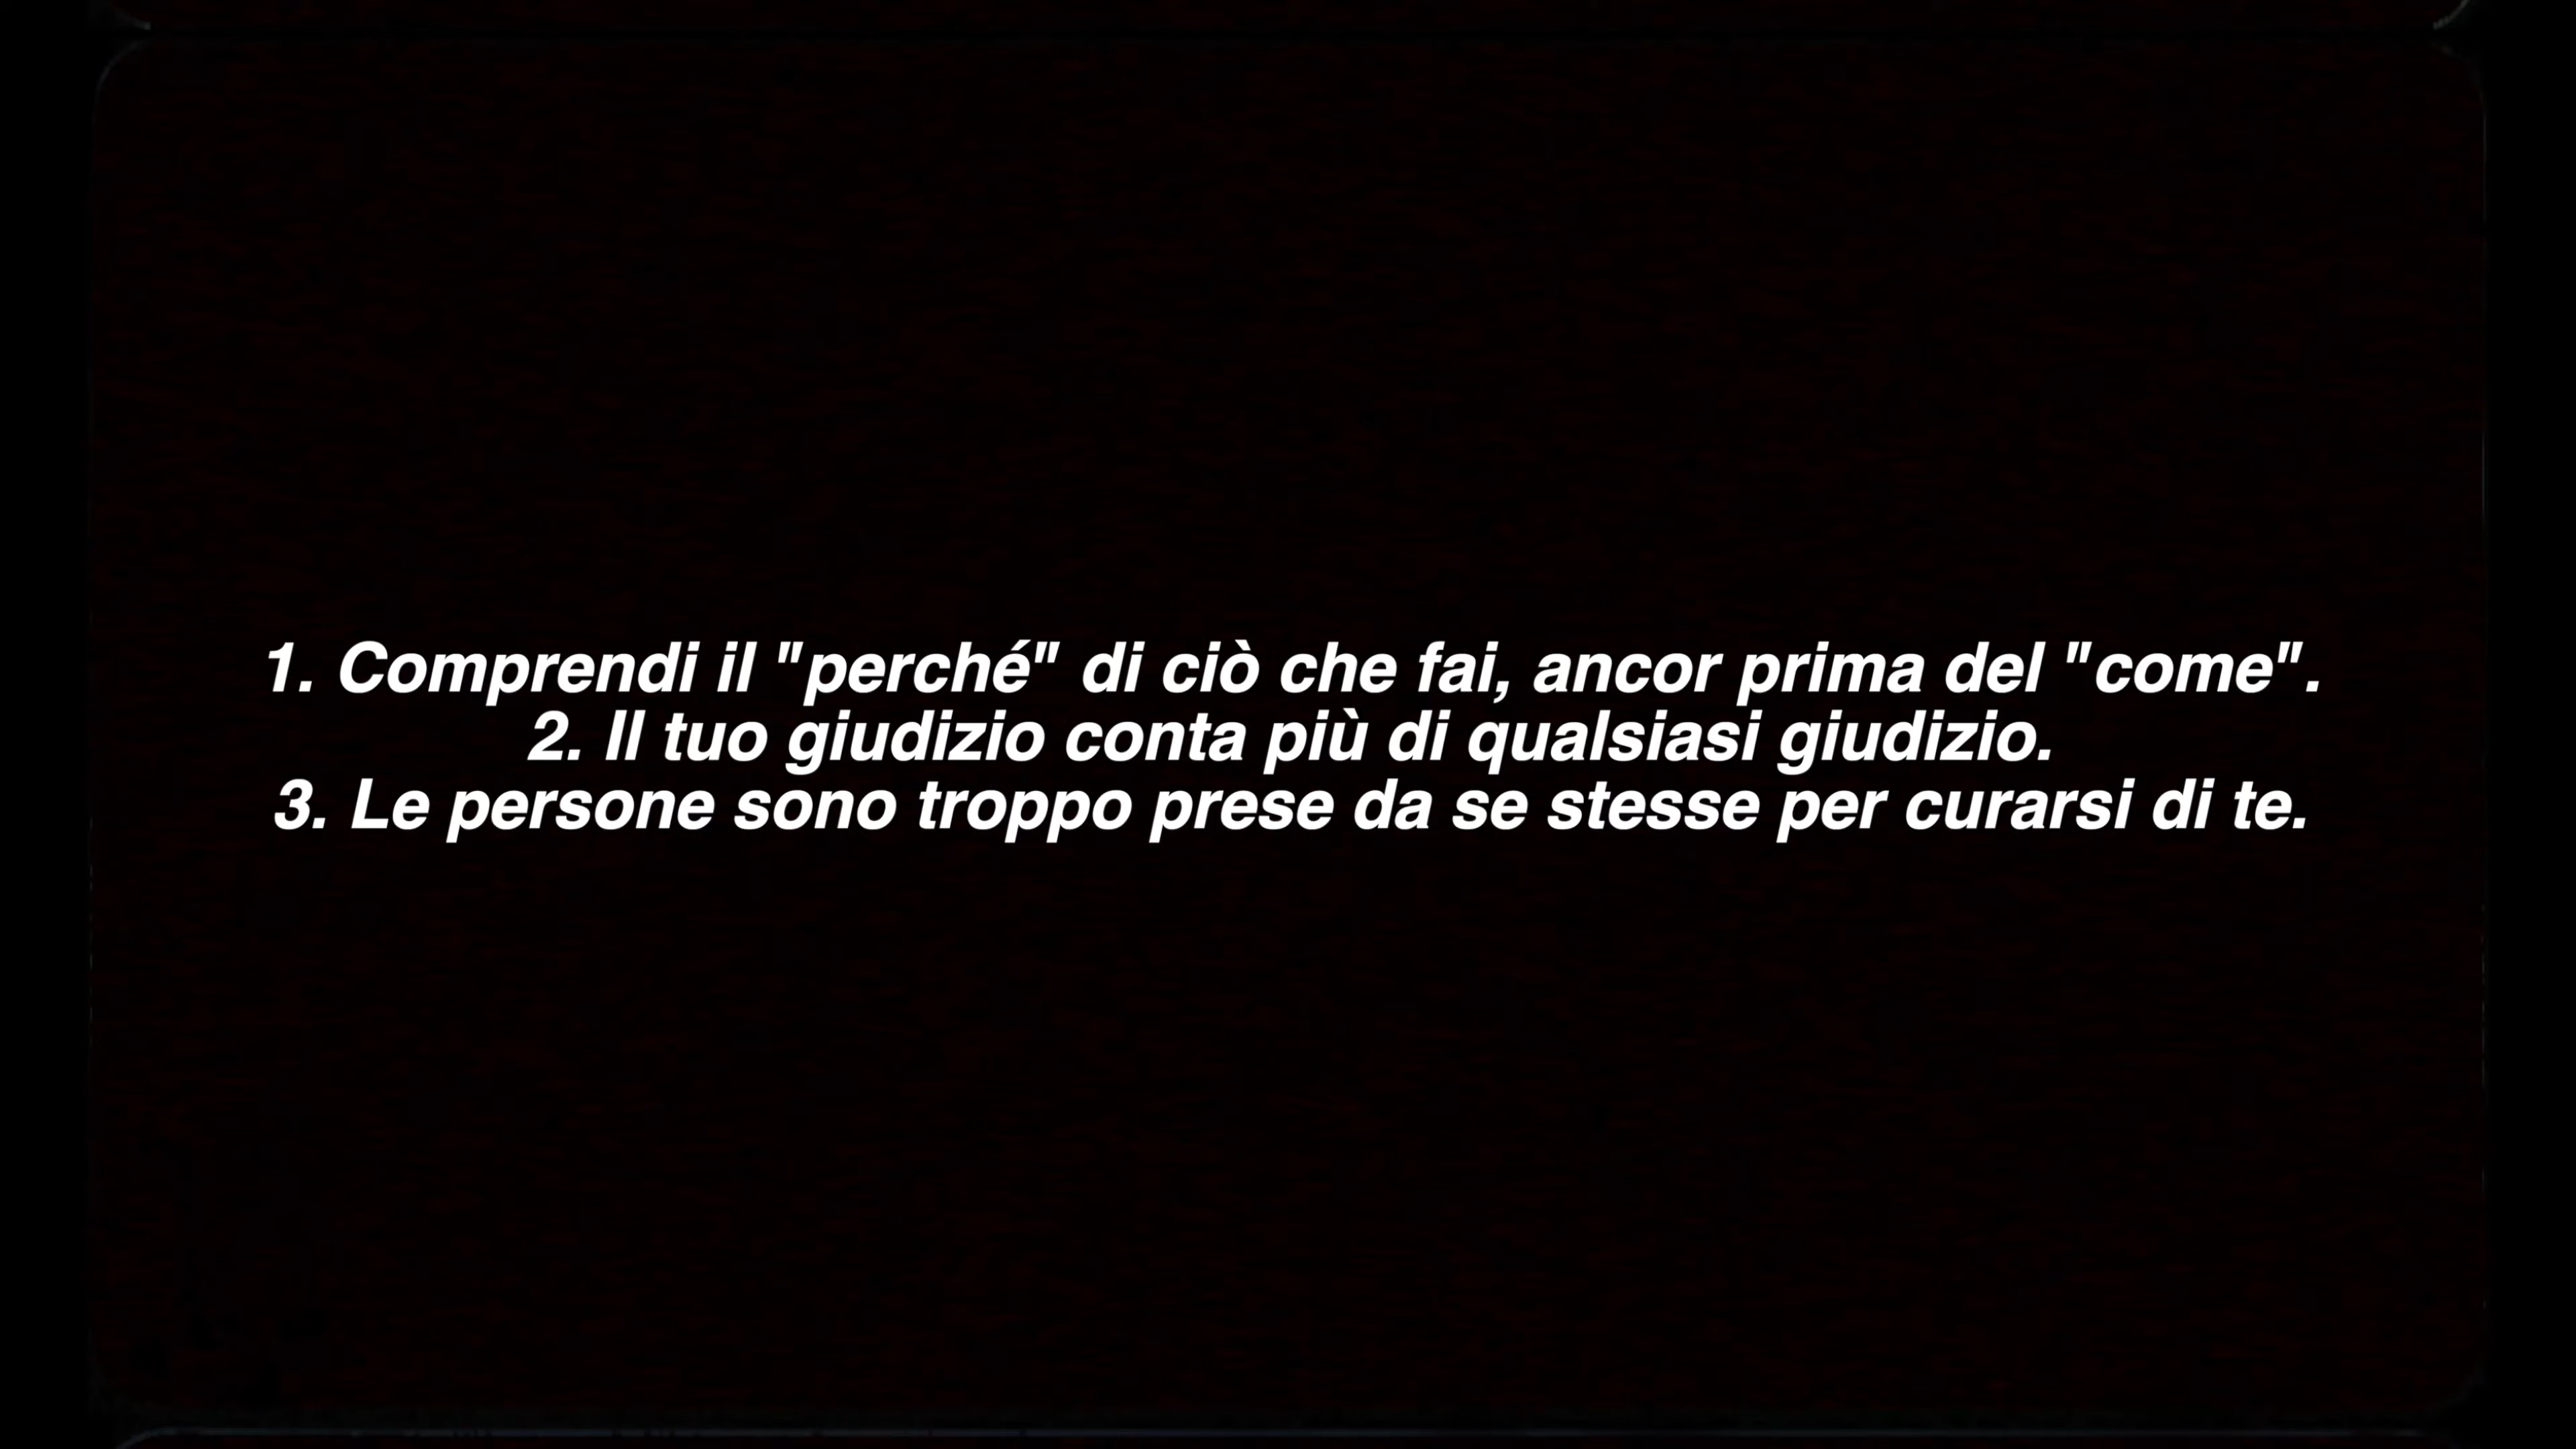 1. Comprendi il "perché" di ciò che fai, ancor prima del "come".
2. Il tuo giudizio conta più di qualsiasi giudizio.
3. Le persone sono troppo prese da se stesse per curarsi di te.